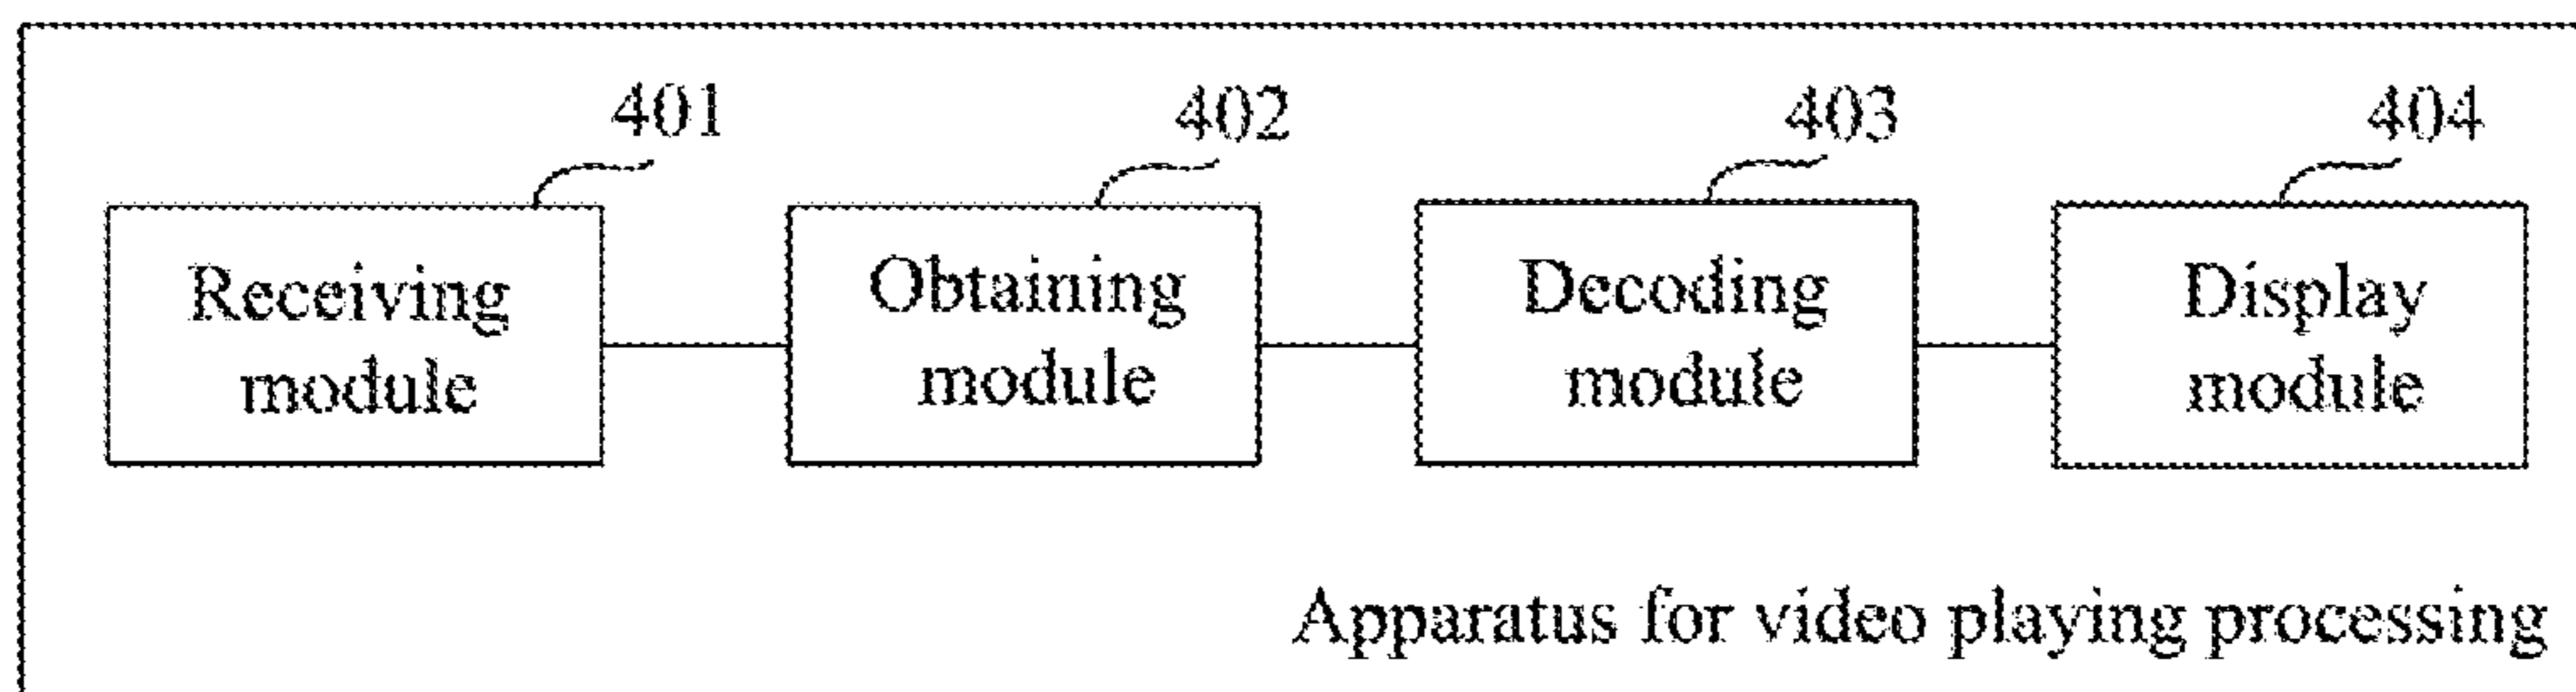 401
402
403
404
Receiving
module
Obtaining
module
Decoding
module
Display
module
Apparatus for video playing processing